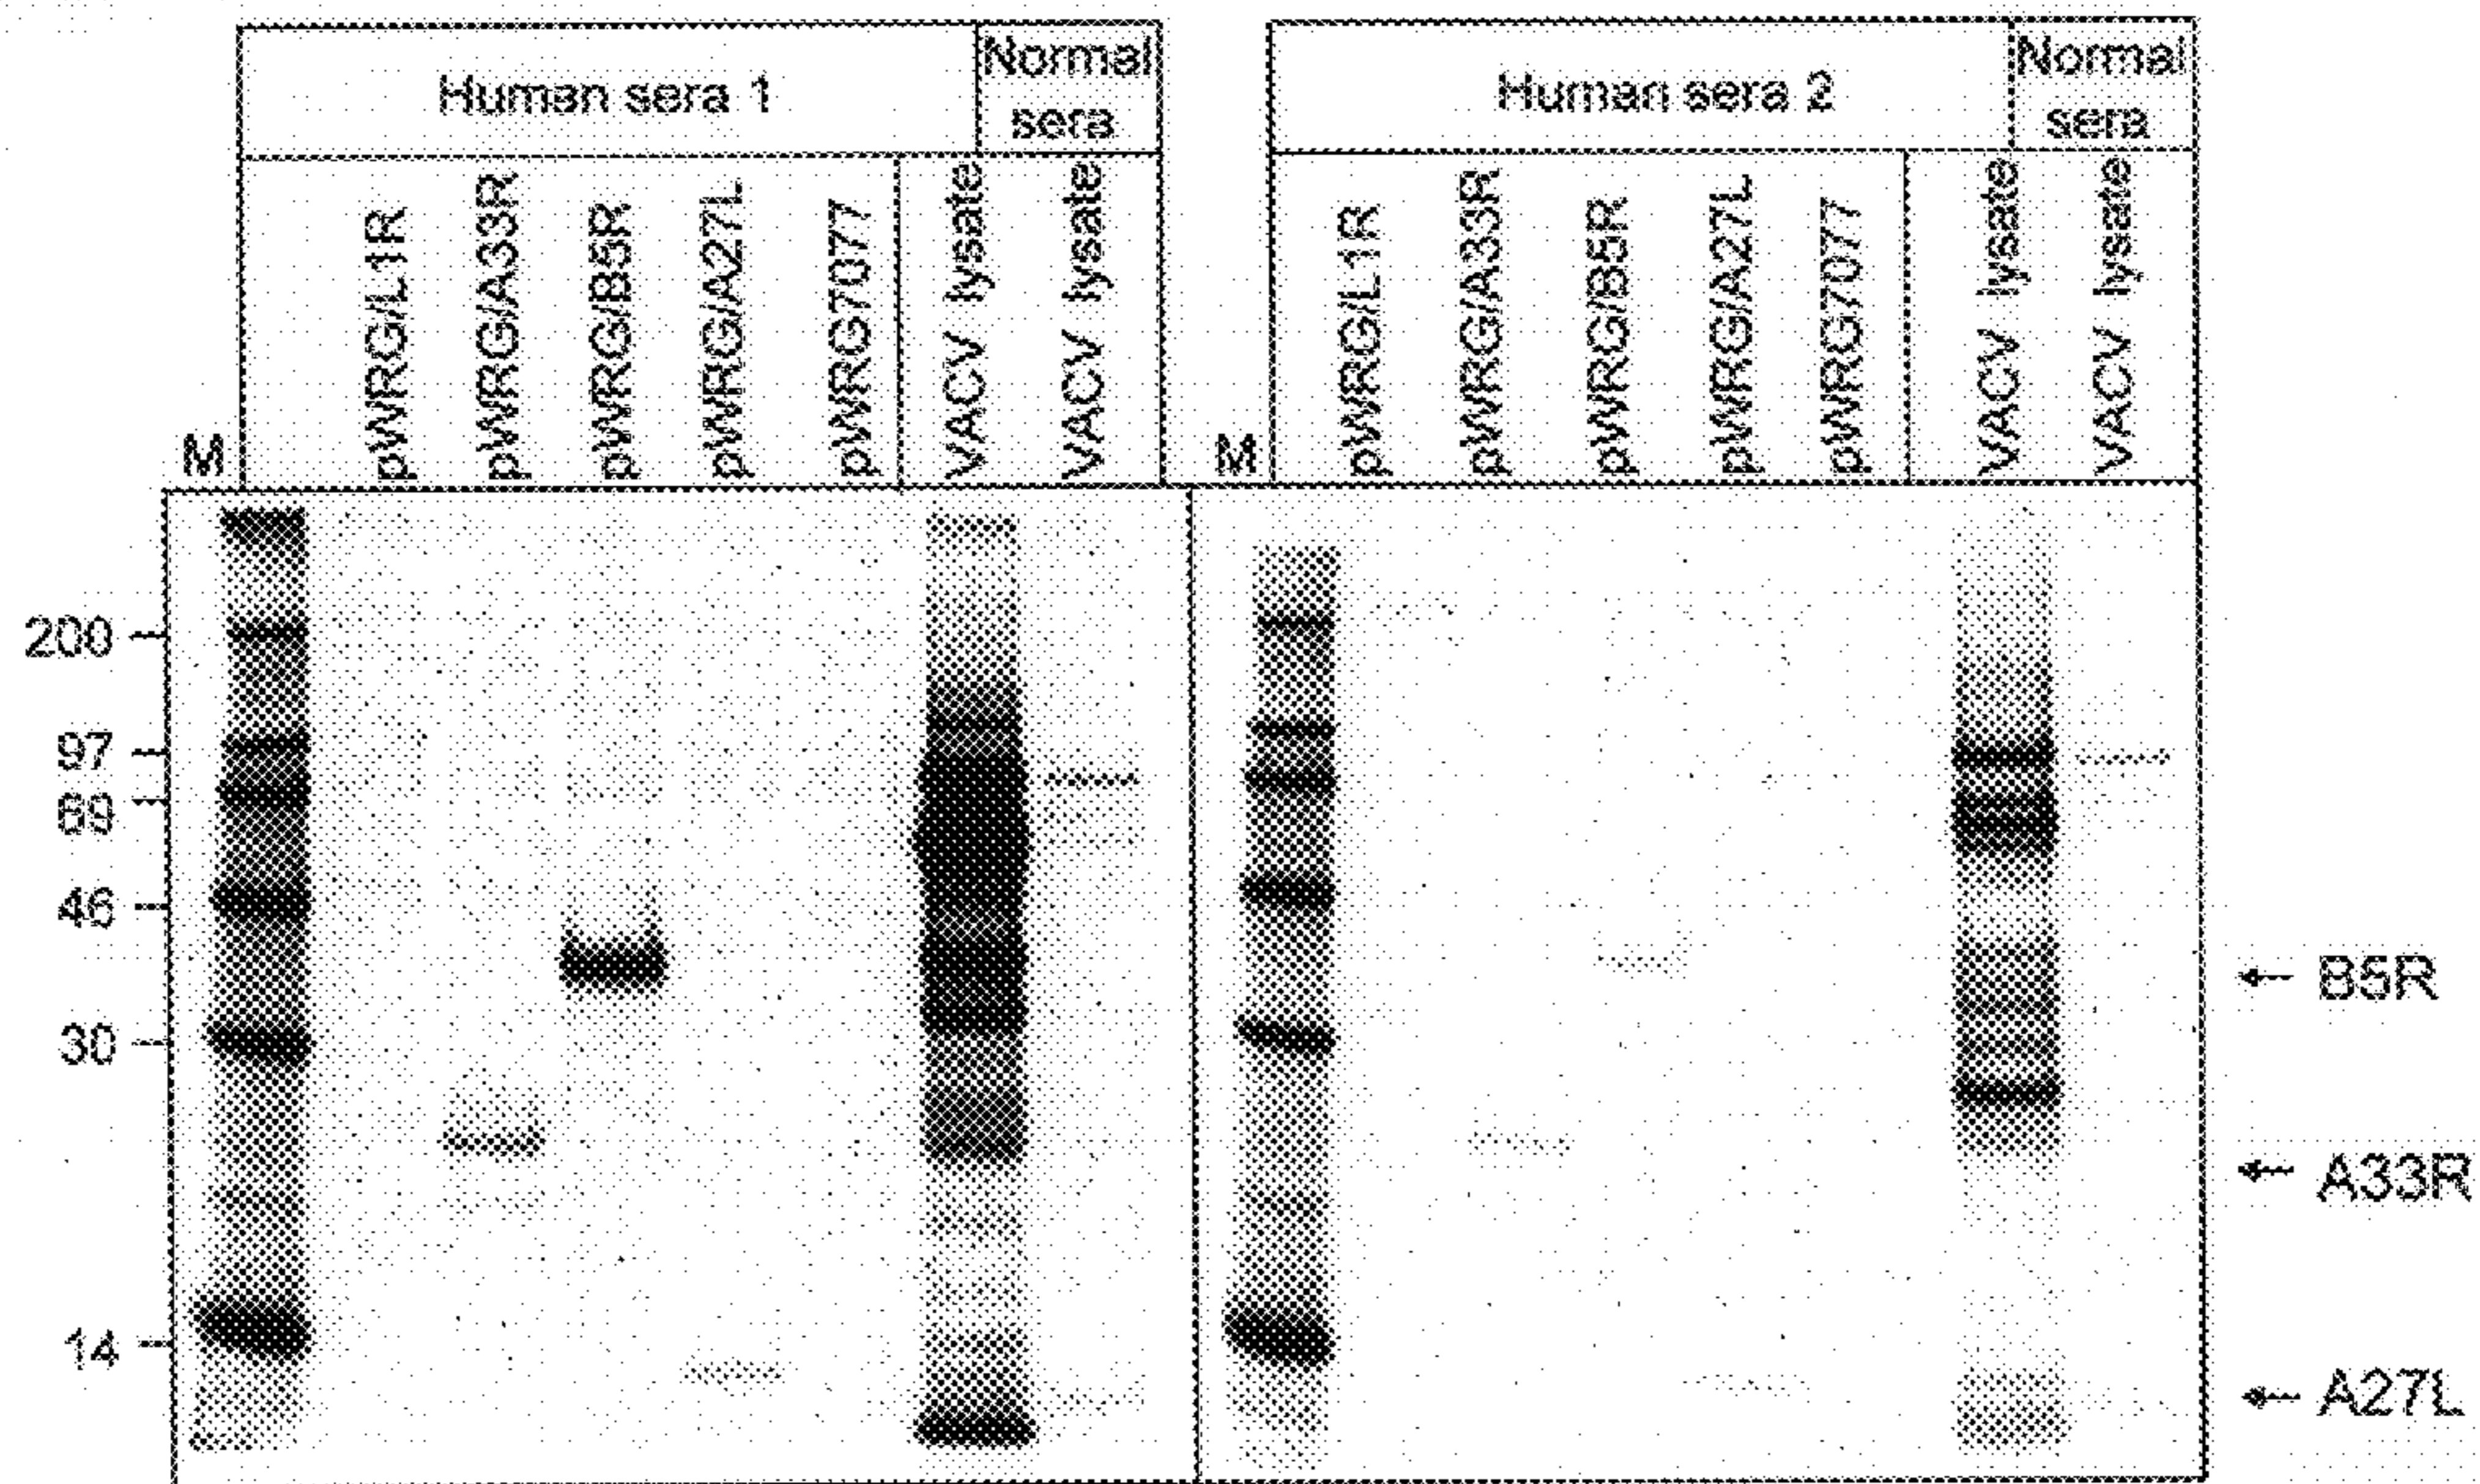 Human sera 1
Normal
sera
Human sera 2
Normal
sera
M
pWRG/L1R
pWRG/A33R
pWRG/B5R
pWRG/A27L
pWRG7077
VACV lysate
VACV lysate
M
pWRG/L1R
pWRG/A33R
pWRG/B5R
pWRG/A27L
pWRG7077
VACV lysate
VACV lysate
200
97
69
46
30
14
B5R
A33R
A27L